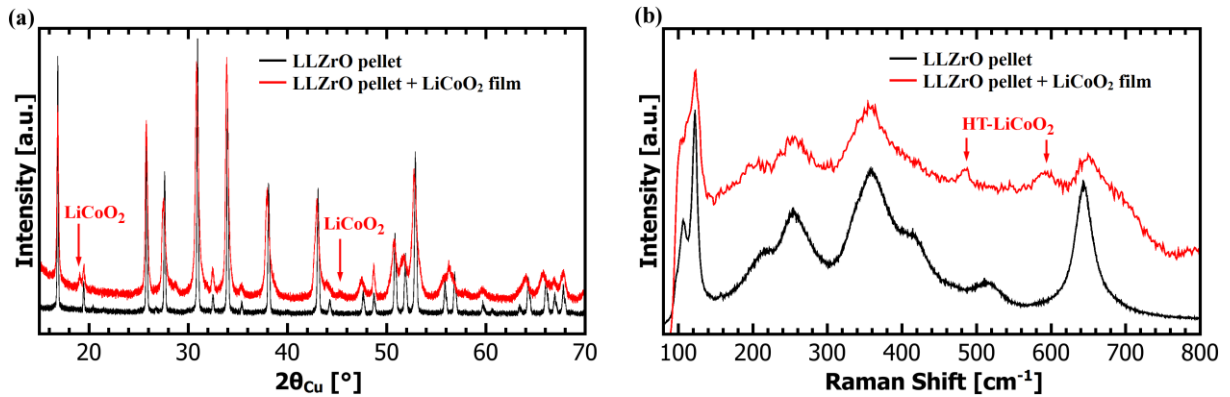 (a)
LLZrO pellet
LLZrO pellet + LiCoO₂ film
LiCoO₂
LiCoO₂
Intensity [a.u.]
20 30 40 50 60 70
2θCu [°]
(b)
LLZrO pellet
LLZrO pellet + LiCoO₂ film
HT-LiCoO₂
Intensity [a.u.]
100 200 300 400 500 600 700 800
Raman Shift [cm⁻¹]